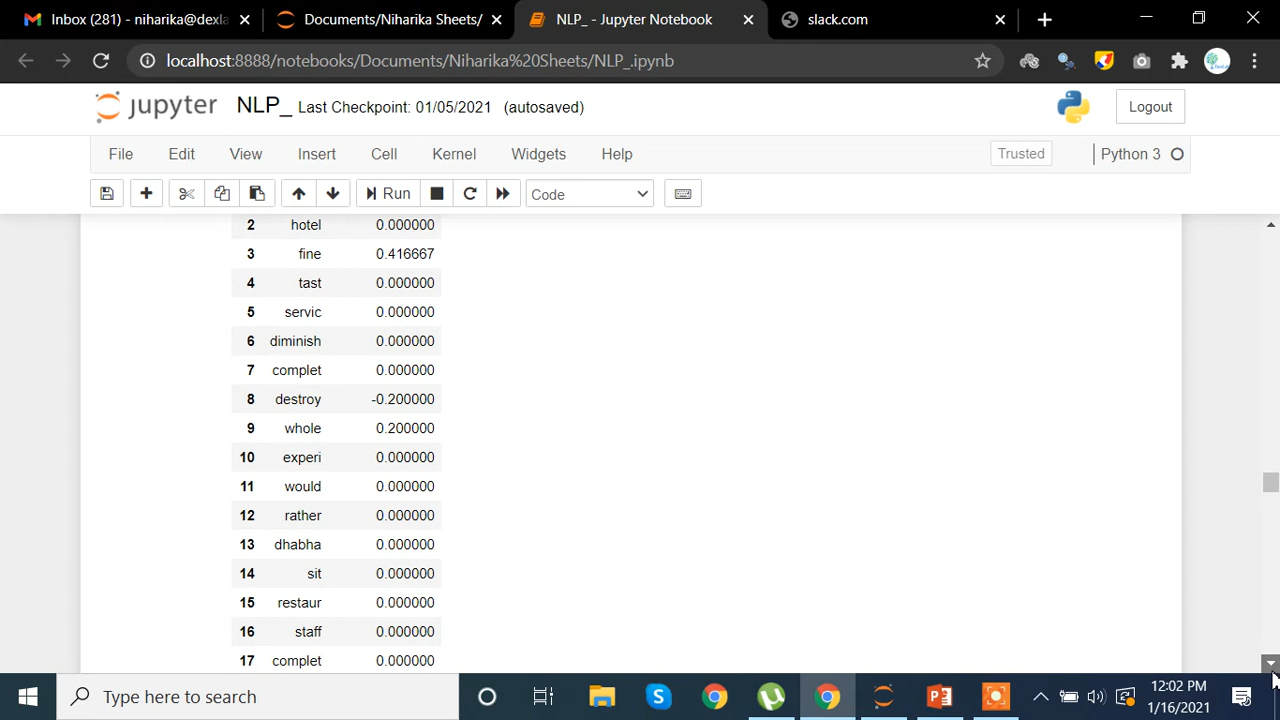 Inbox (281) - niharika@dexla
Documents/Niharika Sheets/
NLP_ - Jupyter Notebook
slack.com
localhost:8888/notebooks/Documents/Niharika%20Sheets/NLP_.ipynb
jupyter NLP_ Last Checkpoint: 01/05/2021 (autosaved)
Logout
File Edit View Insert Cell Kernel Widgets Help
Trusted
Python 3
Run
Code
2 hotel 0.000000
3 fine 0.416667
4 tast 0.000000
5 servic 0.000000
6 diminish 0.000000
7 complet 0.000000
8 destroy -0.200000
9 whole 0.200000
10 experi 0.000000
11 would 0.000000
12 rather 0.000000
13 dhabha 0.000000
14 sit 0.000000
15 restaur 0.000000
16 staff 0.000000
17 complet 0.000000
Type here to search
12:02 PM
1/16/2021